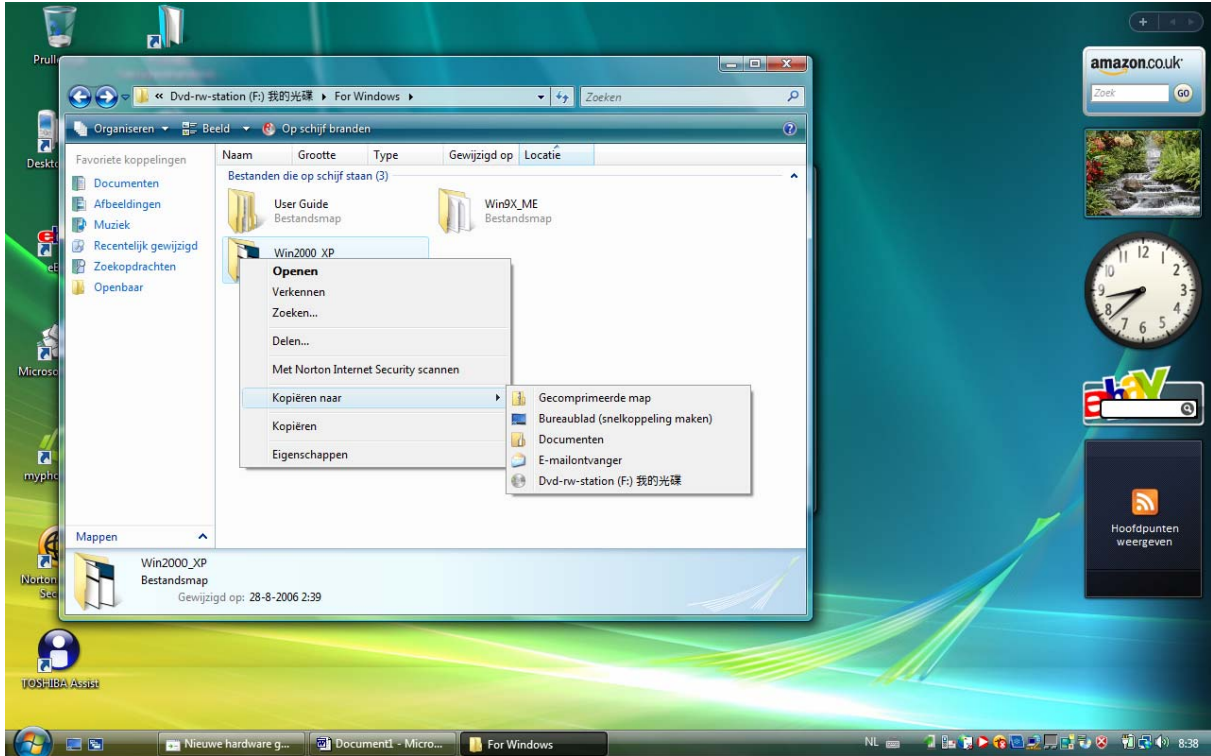 Prull
amazon.co.uk
Zoek GO
« Dvd-rw-station (F:) 我的光碟 For Windows
Zoeken
Organiseren Beeld Op schijf branden
Favoriete koppelingen
Documenten
Afbeeldingen
Muziek
Recentelijk gewijzigd
Zoekopdrachten
Openbaar
Mappen
Naam Grootte Type Gewijzigd op Locatie
Bestanden die op schijf staan (3)
User Guide
Bestandsmap
Win9X_ME
Bestandsmap
Win2000_XP
Openen
Verkennen
Zoeken...
Delen...
Met Norton Internet Security scannen
Kopiëren naar
Kopiëren
Eigenschappen
Gecomprimeerde map
Bureaublad (snelkoppeling maken)
Documenten
E-mailontvanger
Dvd-rw-station (F:) 我的光碟
Win2000_XP
Bestandsmap
Gewijzigd op: 28-8-2006 2:39
Deskto
Microso
mypho
Norton
Sec
TOSHIBA Assist
11 12 1
10 2
9 3
8 4
7 6 5
ebay
Hoofdpunten
weergeven
Nieuwe hardware g...
Document1 - Micro...
For Windows
NL
8:38